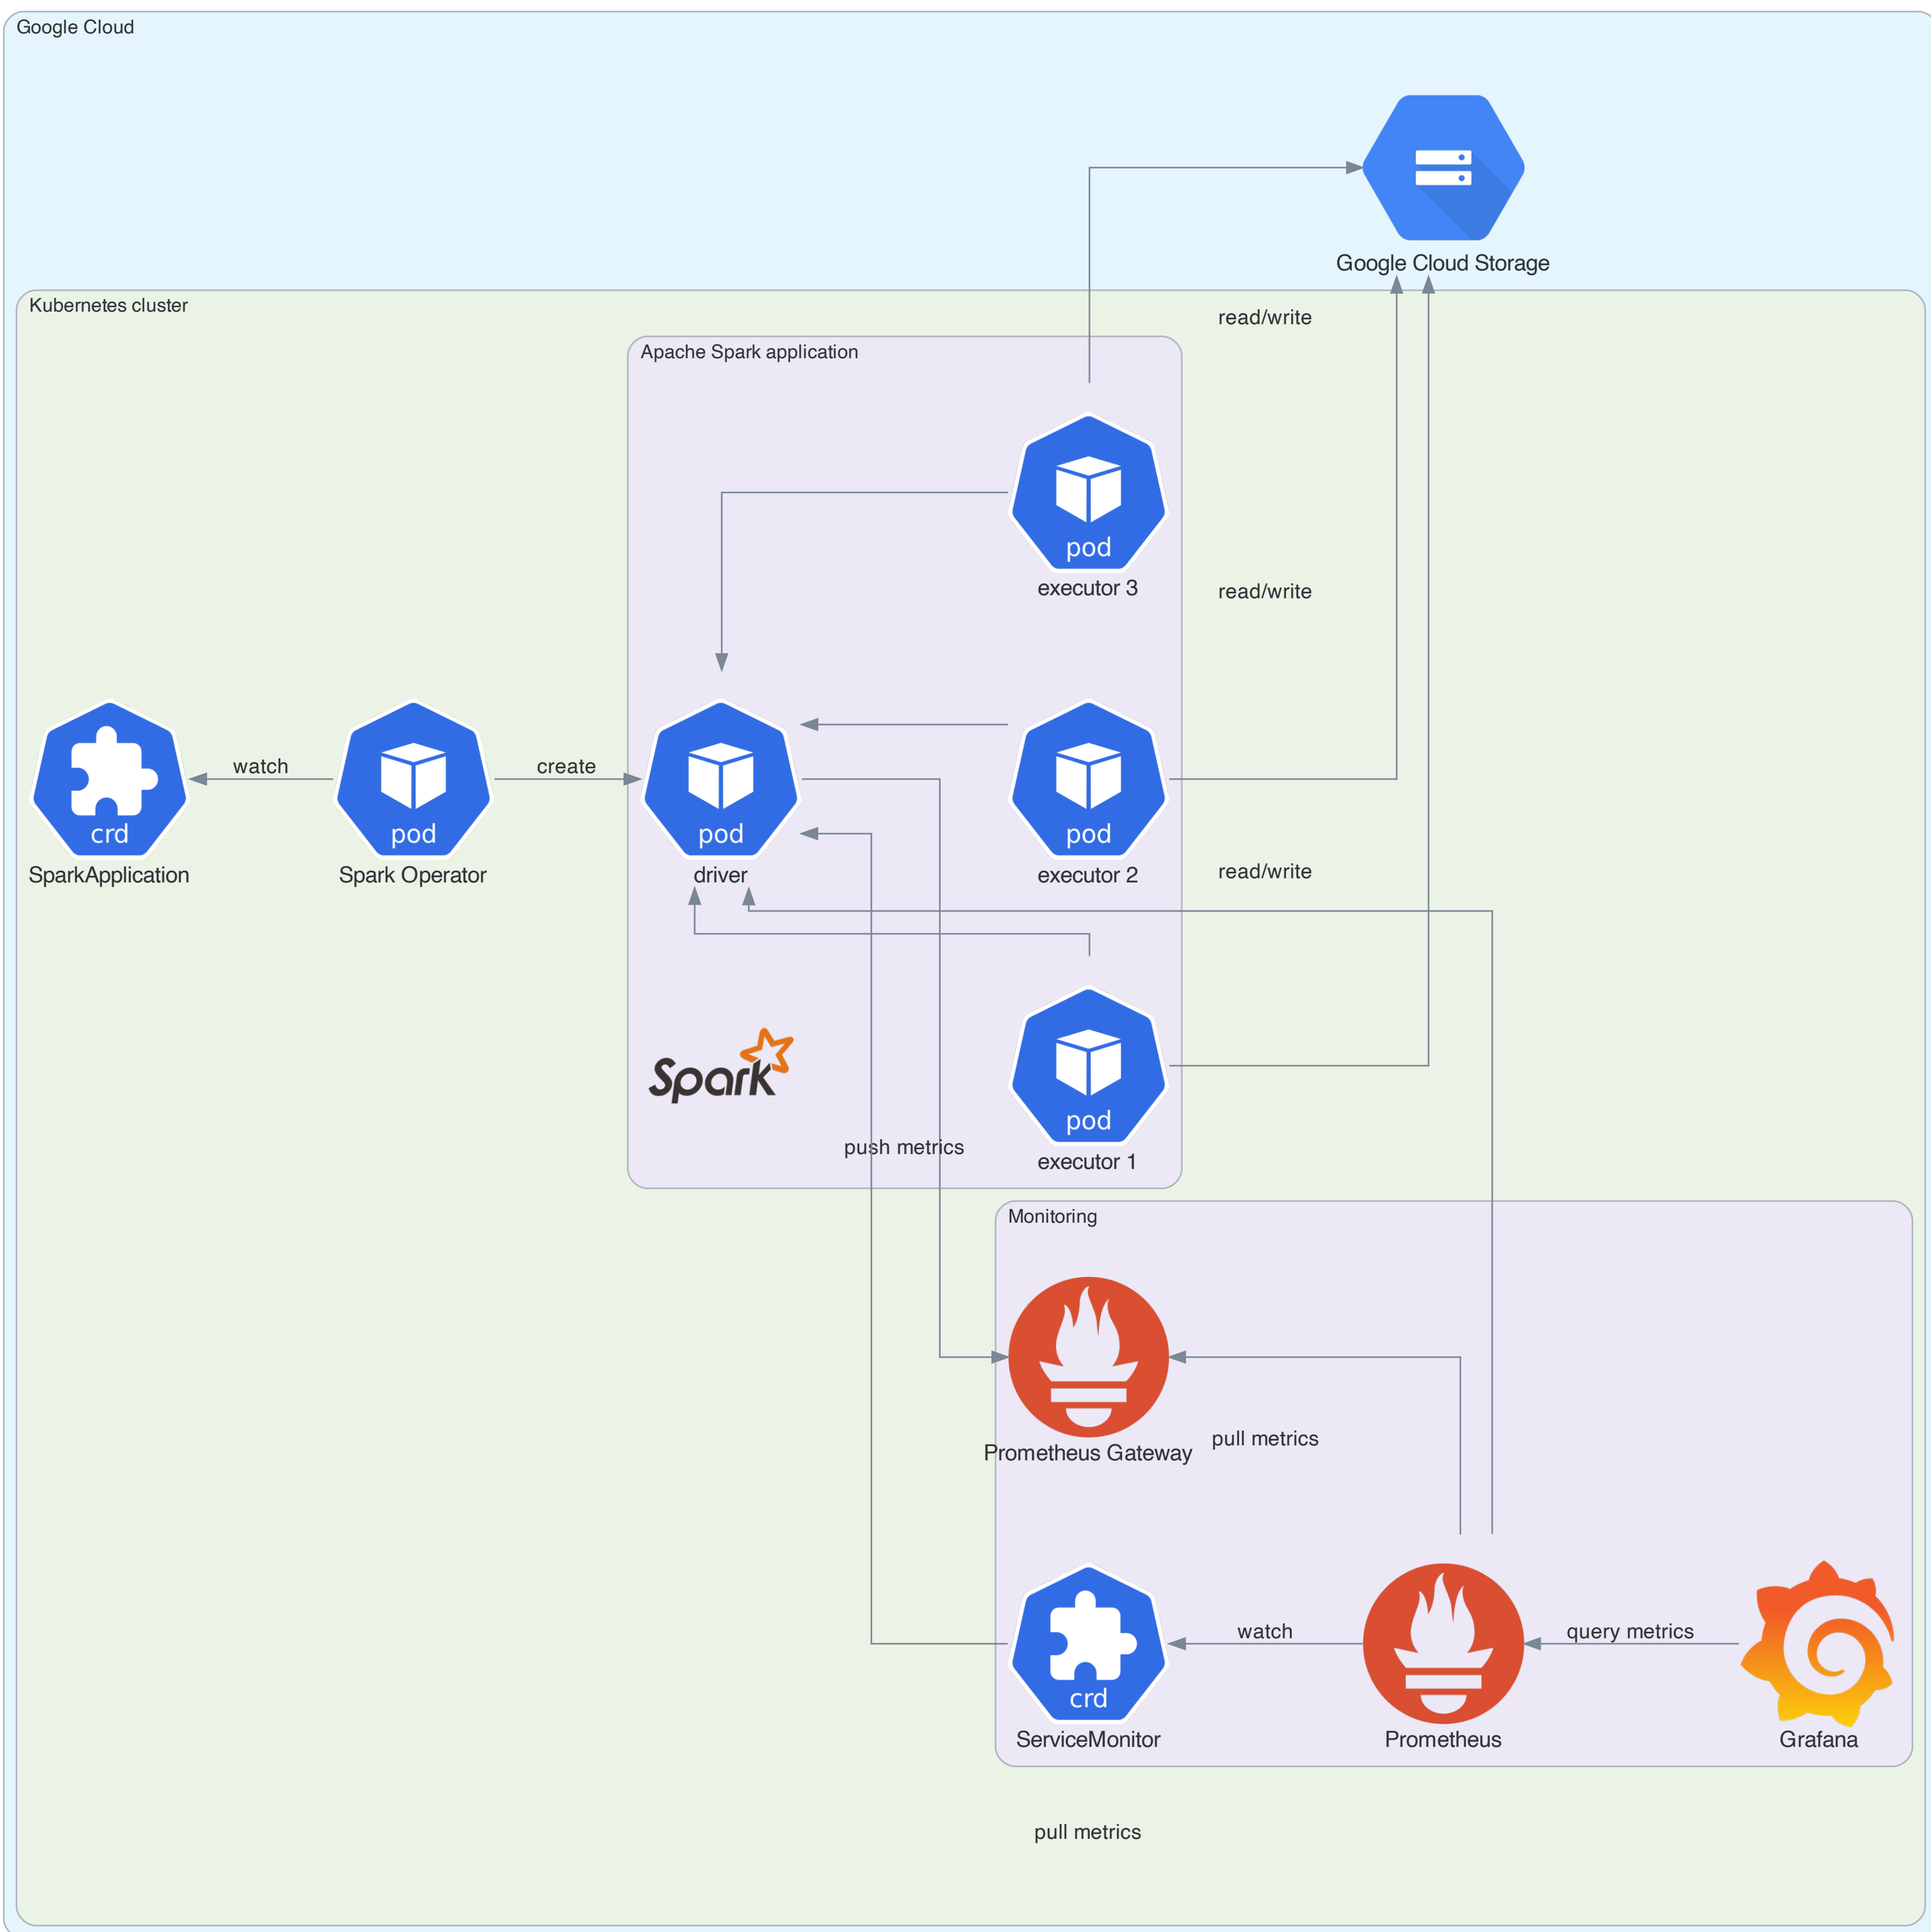 Google Cloud
Google Cloud Storage
Kubernetes cluster
read/write
Apache Spark application
pod
executor 3
read/write
watch
create
crd
SparkApplication
pod
Spark Operator
pod
driver
pod
executor 2
read/write
Spark
pod
executor 1
push metrics
Monitoring
Prometheus Gateway
pull metrics
watch
query metrics
crd
ServiceMonitor
Prometheus
Grafana
pull metrics